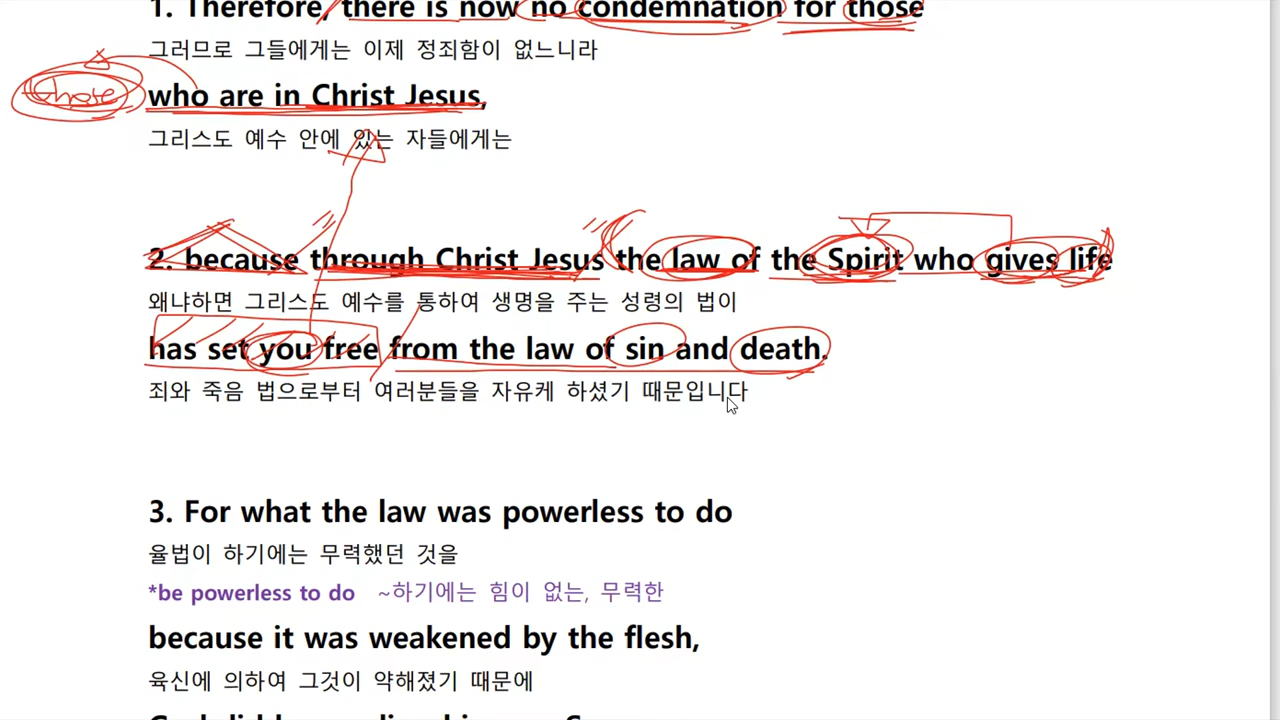 1. Therefore, there is now no condemnation for those
그러므로 그들에게는 이제 정죄함이 없느니라
those
who are in Christ Jesus,
그리스도 예수 안에 있는 자들에게는
2. because through Christ Jesus the law of the Spirit who gives life
왜냐하면 그리스도 예수를 통하여 생명을 주는 성령의 법이
has set you free from the law of sin and death.
죄와 죽음 법으로부터 여러분들을 자유케 하셨기 때문입니다
3. For what the law was powerless to do
율법이 하기에는 무력했던 것을
*be powerless to do ~하기에는 힘이 없는, 무력한
because it was weakened by the flesh,
육신에 의하여 그것이 약해졌기 때문에